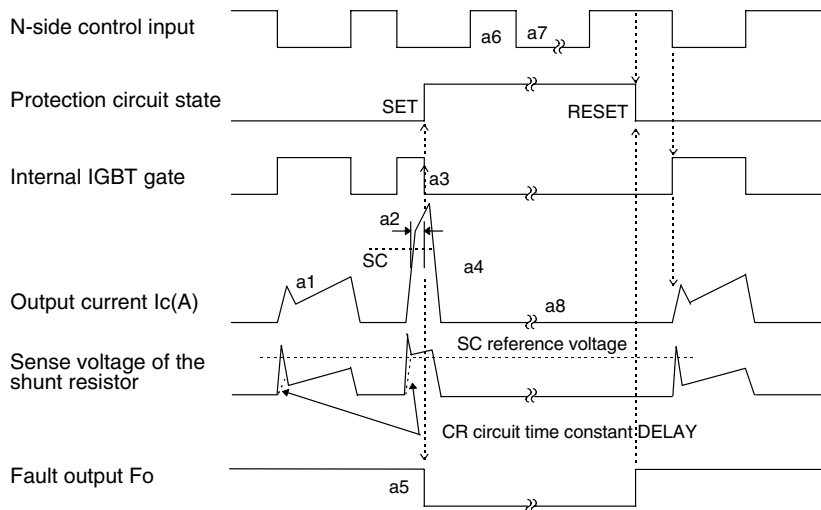 N-side control input
a6
a7
Protection circuit state
SET
RESET
Internal IGBT gate
a3
a2
SC
a4
a1
Output current Ic(A)
a8
SC reference voltage
Sense voltage of the
shunt resistor
CR circuit time constant DELAY
Fault output Fo
a5